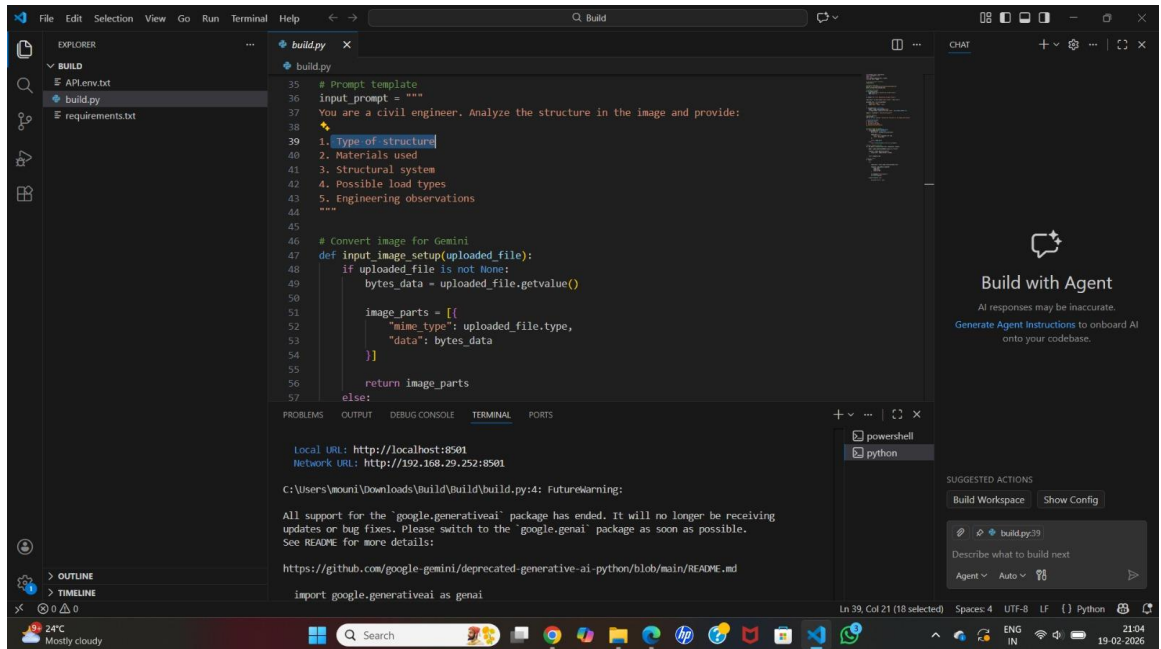 File Edit Selection View Go Run Terminal Help
Build
EXPLORER
BUILD
API.env.txt
build.py
requirements.txt
OUTLINE
TIMELINE
build.py
build.py
35 # Prompt template
36 input_prompt = """
37 You are a civil engineer. Analyze the structure in the image and provide:
38
39 1. Type of structure
40 2. Materials used
41 3. Structural system
42 4. Possible load types
43 5. Engineering observations
44 """
45
46 # Convert image for Gemini
47 def input_image_setup(uploaded_file):
48 if uploaded_file is not None:
49 bytes_data = uploaded_file.getvalue()
50
51 image_parts = [{
52 "mime_type": uploaded_file.type,
53 "data": bytes_data
54 }]
55
56 return image_parts
57 else:
PROBLEMS OUTPUT DEBUG CONSOLE TERMINAL PORTS
Local URL: http://localhost:8501
Network URL: http://192.168.29.252:8501
C:\Users\mouni\Downloads\Build\Build\build.py:4: FutureWarning:
All support for the `google.generativeai` package has ended. It will no longer be receiving
updates or bug fixes. Please switch to the `google.genai` package as soon as possible.
See README for more details:
https://github.com/google-gemini/deprecated-generative-ai-python/blob/main/README.md
import google.generativeai as genai
powershell
python
CHAT
Build with Agent
AI responses may be inaccurate.
Generate Agent Instructions to onboard AI
onto your codebase.
SUGGESTED ACTIONS
Build Workspace Show Config
build.py:39
Describe what to build next
Agent Auto
0 0
Ln 39, Col 21 (18 selected) Spaces: 4 UTF-8 LF {} Python
24°C
Mostly cloudy
Search
ENG
IN
21:04
19-02-2026